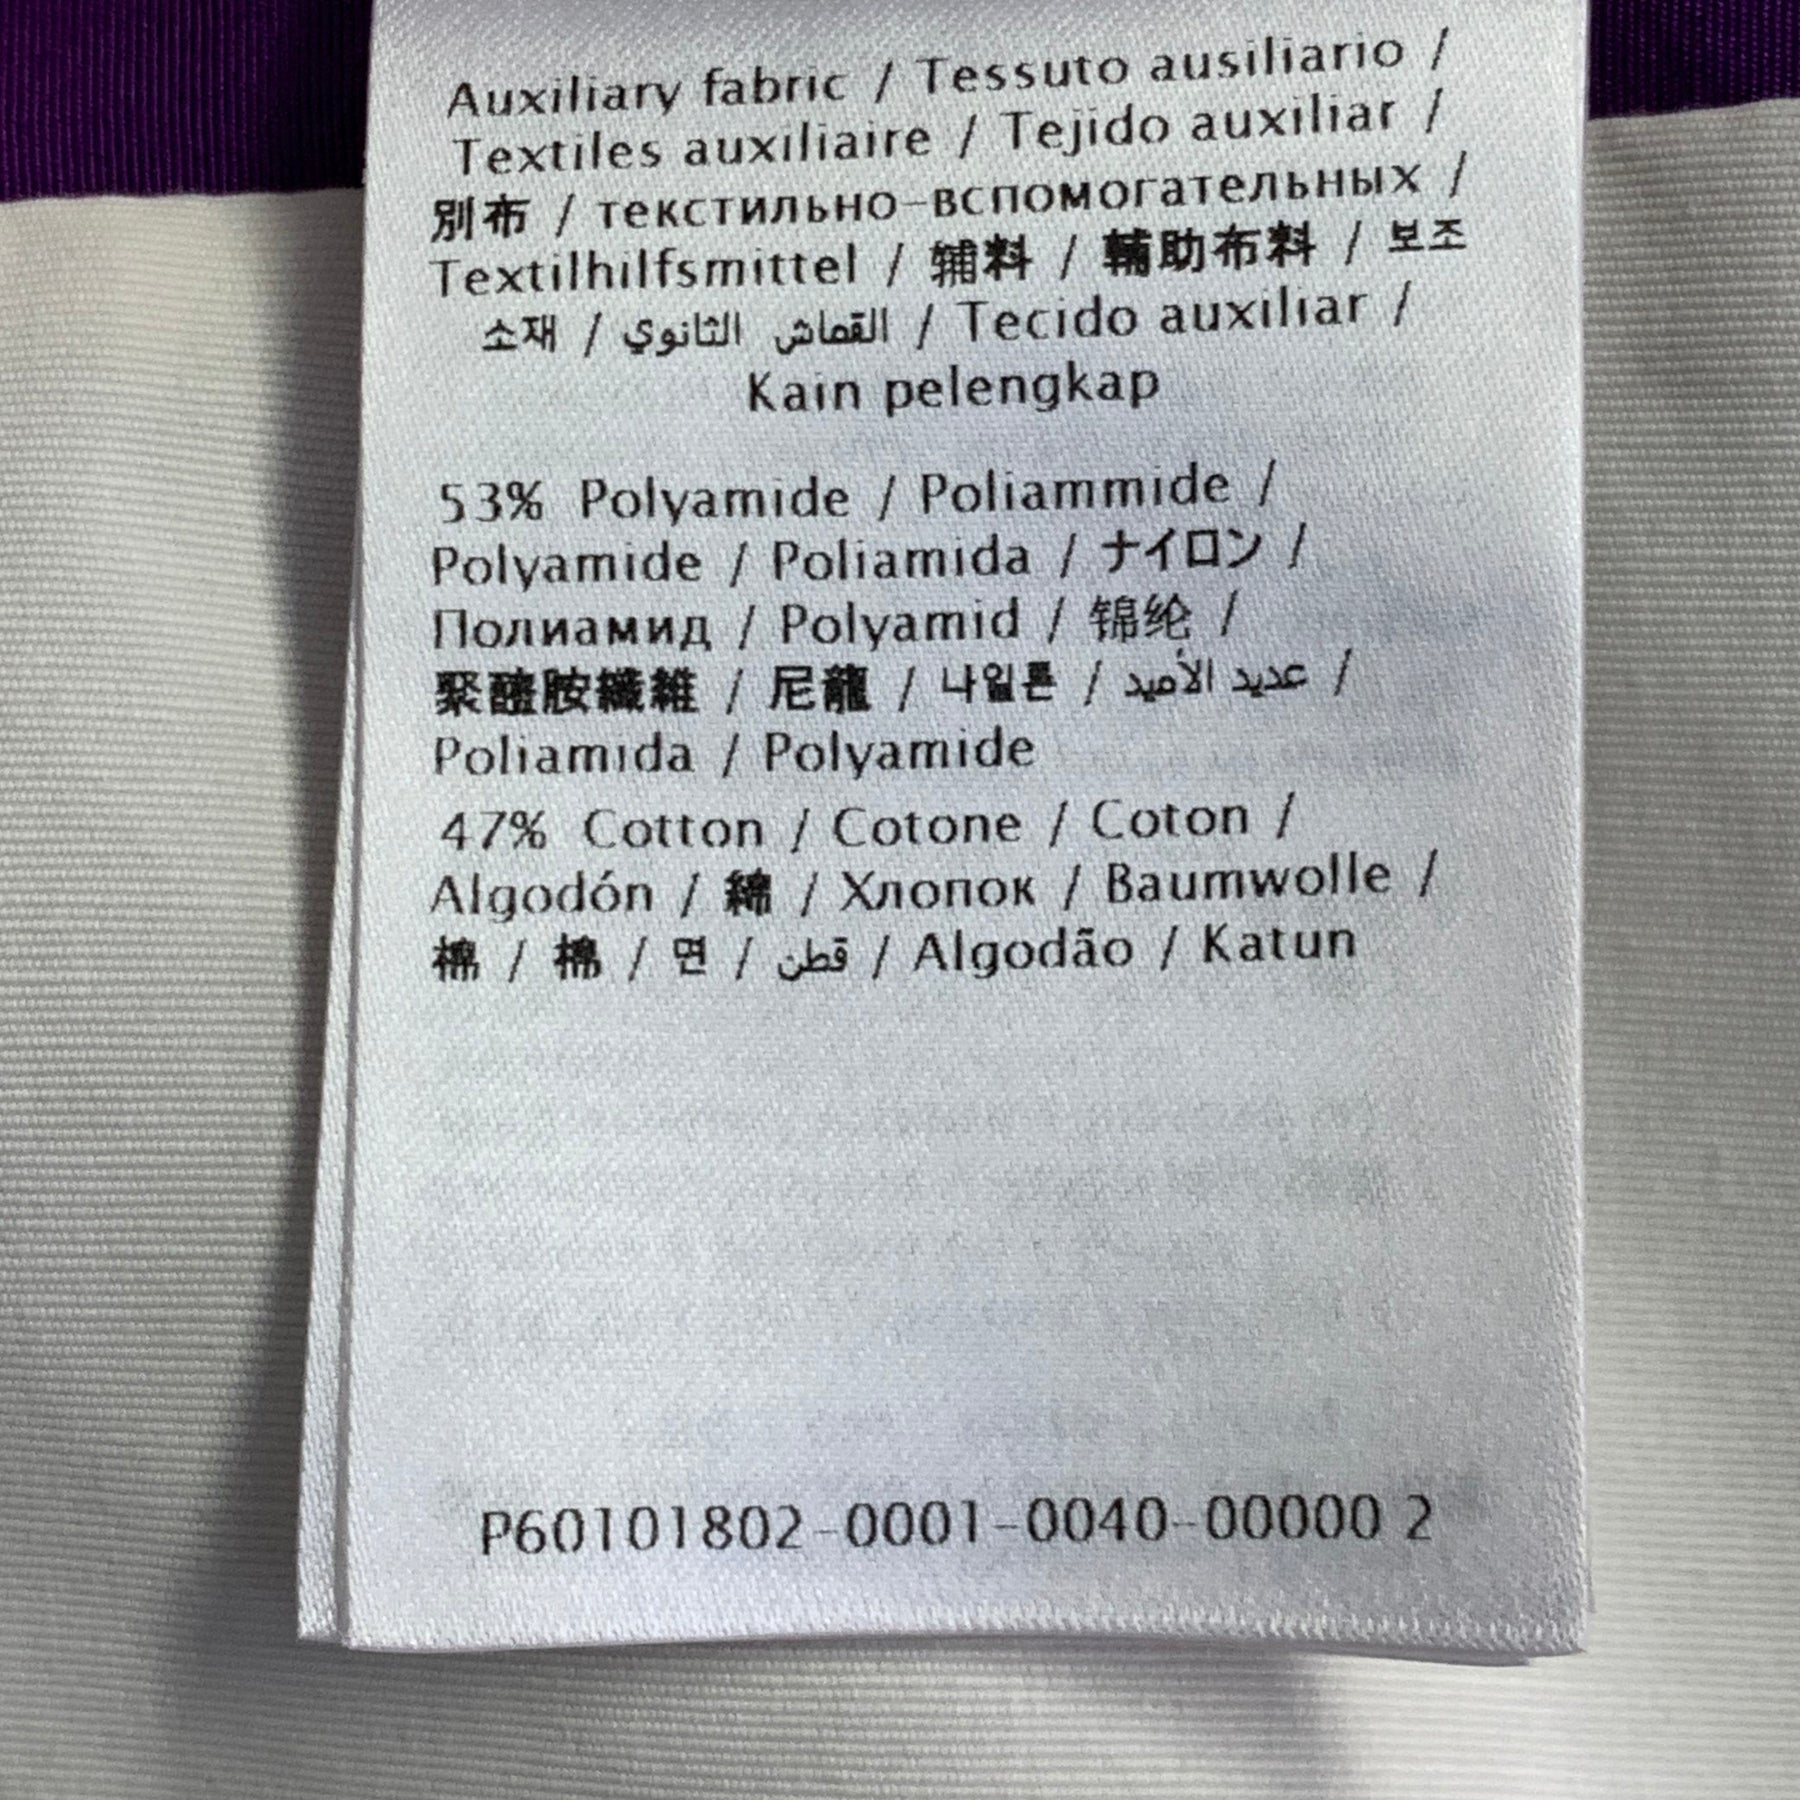 Auxiliary fabric / Tessuto ausiliario /
Textiles auxiliaire / Tejido auxiliar /
別布 / текстильно-вспомогательных /
Textilhilfsmittel / 辅料 / 輔助布料 / 보조
소재 / القماش الثانوي / Tecido auxiliar /
Kain pelengkap
53% Polyamide / Poliammide /
Polyamide / Poliamida / ナイロン /
Полиамид / Polyamid / 锦纶 /
聚醯胺纖維 / 尼龍 / 나일론 / عديد الأميد /
Poliamida / Polyamide
47% Cotton / Cotone / Coton /
Algodón / 綿 / Хлопок / Baumwolle /
棉 / 棉 / 면 / قطن / Algodão / Katun
P60101802-0001-0040-00000 2